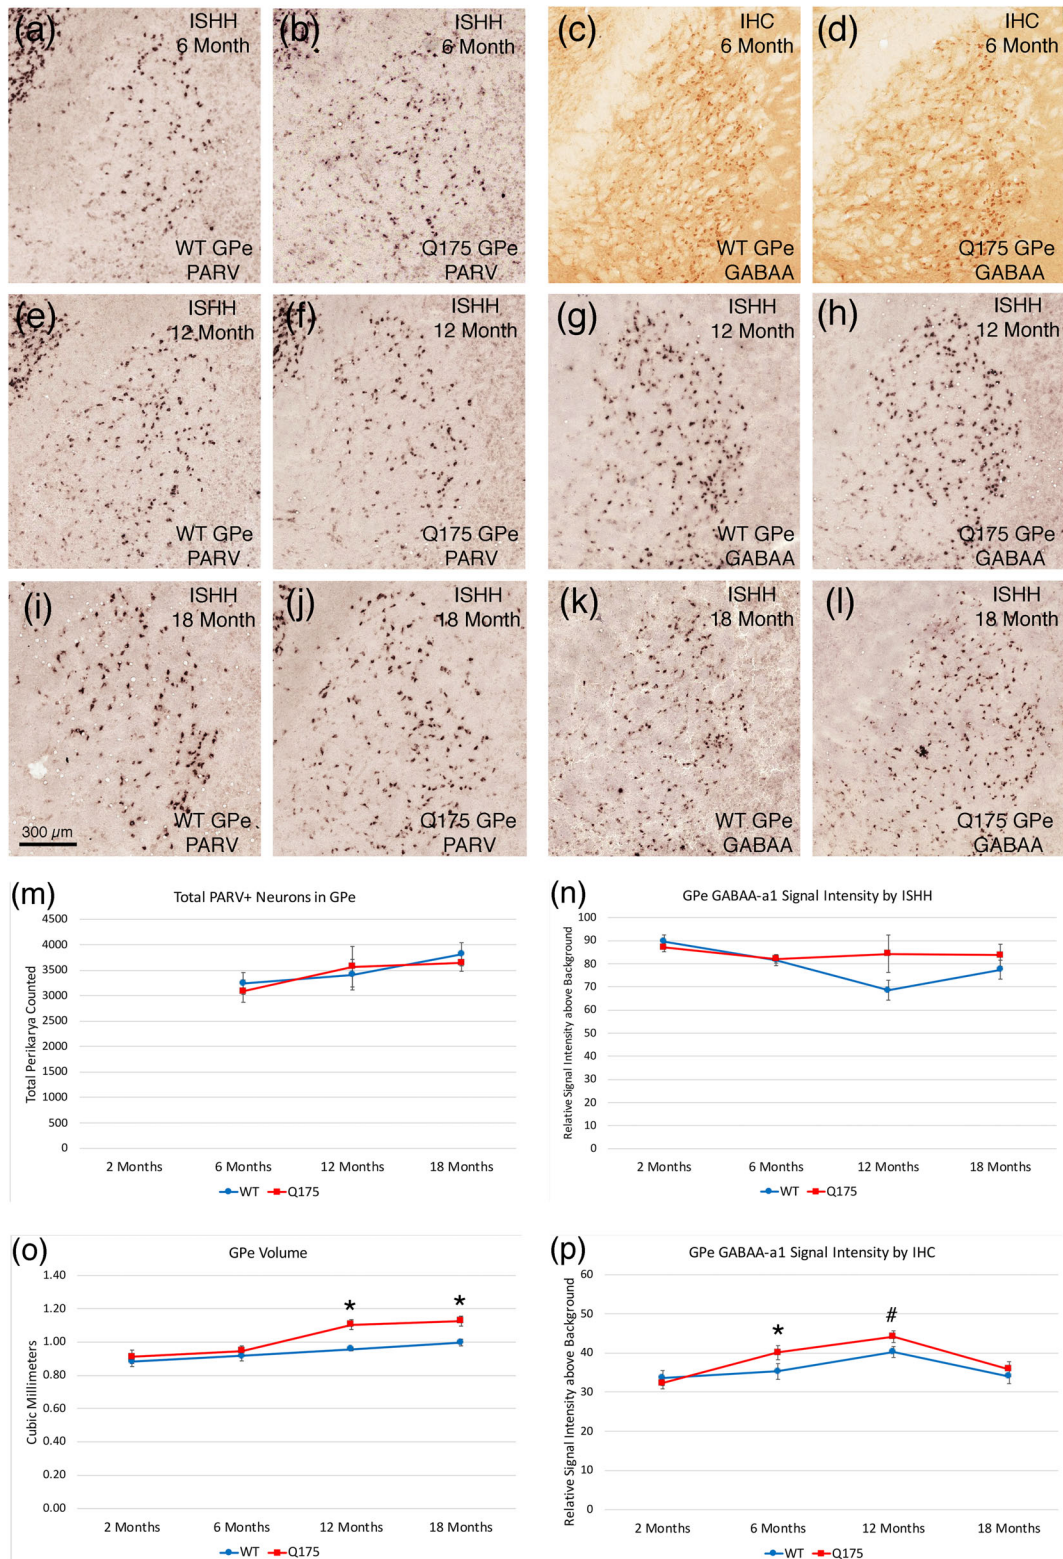 (a)
ISHH
6 Month
WT GPe
PARV
(b)
ISHH
6 Month
Q175 GPe
PARV
(c)
IHC
6 Month
WT GPe
GABAA
(d)
IHC
6 Month
Q175 GPe
GABAA
(e)
ISHH
12 Month
WT GPe
PARV
(f)
ISHH
12 Month
Q175 GPe
PARV
(g)
ISHH
12 Month
WT GPe
GABAA
(h)
ISHH
12 Month
Q175 GPe
GABAA
(i)
ISHH
18 Month
300 µm
WT GPe
PARV
(j)
ISHH
18 Month
Q175 GPe
PARV
(k)
ISHH
18 Month
WT GPe
GABAA
(l)
ISHH
18 Month
Q175 GPe
GABAA
(m)
Total PARV+ Neurons in GPe
Total Perikarya Counted
4500
4000
3500
3000
2500
2000
1500
1000
500
0
2 Months 6 Months 12 Months 18 Months
WT Q175
(n)
GPe GABAA-a1 Signal Intensity by ISHH
Relative Signal Intensity above Background
100
90
80
70
60
50
40
30
20
10
0
2 Months 6 Months 12 Months 18 Months
WT Q175
(o)
GPe Volume
Cubic Millimeters
1.40
1.20
1.00
0.80
0.60
0.40
0.20
0.00
* *
2 Months 6 Months 12 Months 18 Months
WT Q175
(p)
GPe GABAA-a1 Signal Intensity by IHC
Relative Signal Intensity above Background
60
50
40
30
20
10
0
* #
2 Months 6 Months 12 Months 18 Months
WT Q175